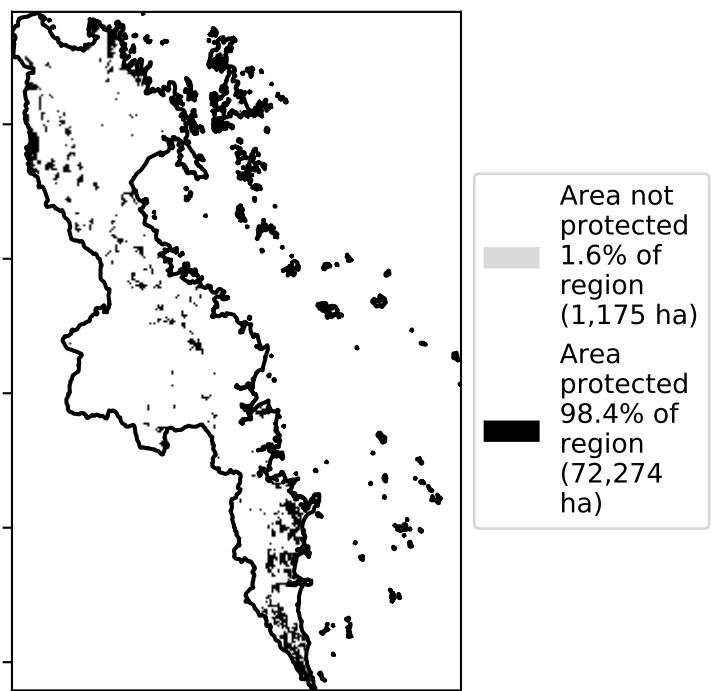 Area not
protected
1.6% of
region
(1,175 ha)
Area
protected
98.4% of
region
(72,274
ha)